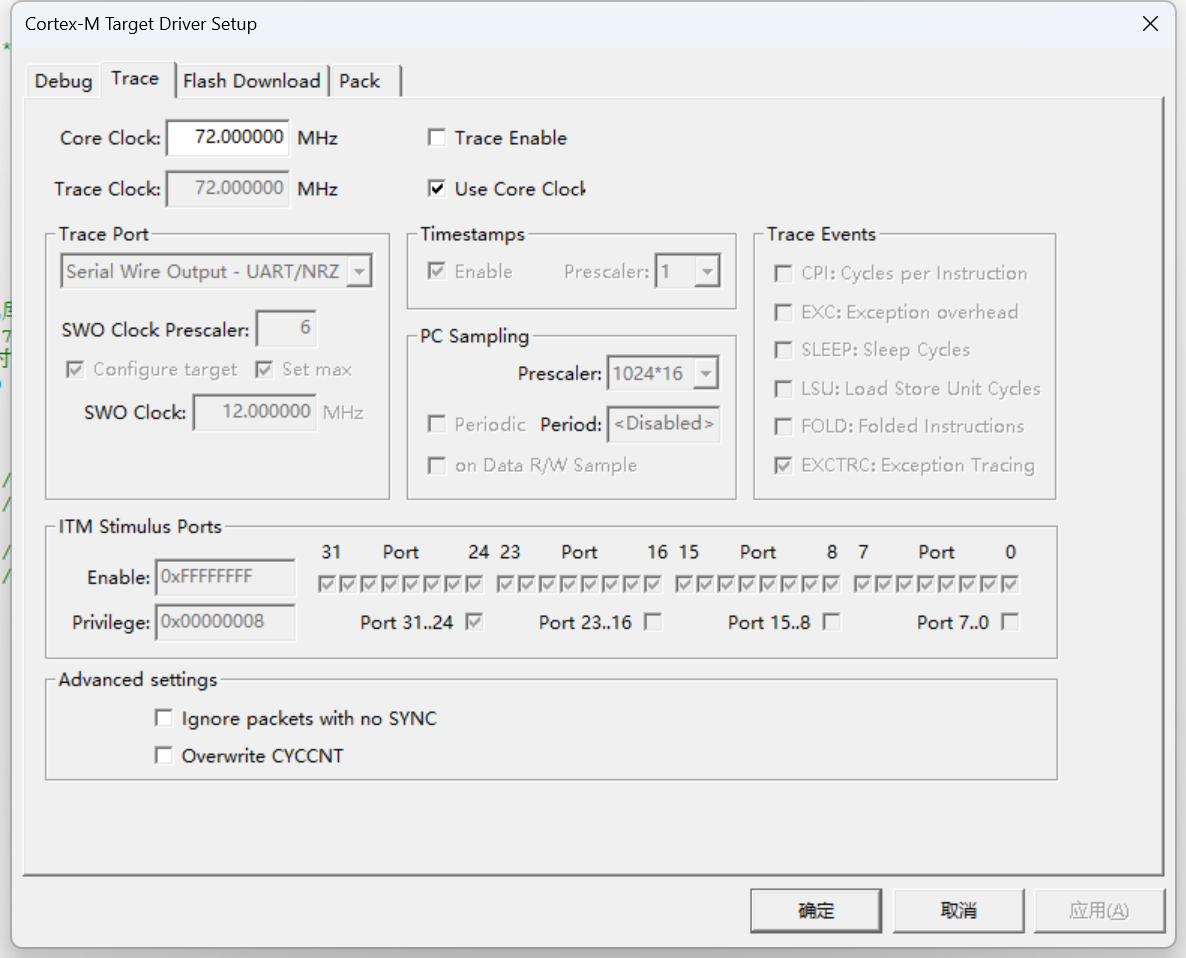 Cortex-M Target Driver Setup
Debug Trace Flash Download Pack
Core Clock: 72.000000 MHz Trace Enable
Trace Clock: 72.000000 MHz Use Core Clock
Trace Port Timestamps Trace Events
Serial Wire Output - UART/NRZ Enable Prescaler: 1 CPI: Cycles per Instruction
EXC: Exception overhead
SWO Clock Prescaler: 6 PC Sampling SLEEP: Sleep Cycles
Configure target Set max Prescaler: 1024*16 LSU: Load Store Unit Cycles
SWO Clock: 12.000000 MHz Periodic Period: <Disabled> FOLD: Folded Instructions
on Data R/W Sample EXCTRC: Exception Tracing
ITM Stimulus Ports
31 Port 24 23 Port 16 15 Port 8 7 Port 0
Enable: 0xFFFFFFFF
Privilege: 0x00000008 Port 31..24 Port 23..16 Port 15..8 Port 7..0
Advanced settings
Ignore packets with no SYNC
Overwrite CYCCNT
确定 取消 应用(A)